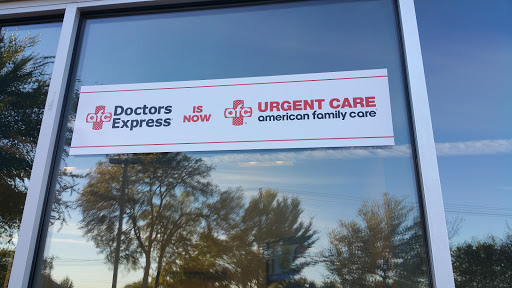 afc Doctors Express IS NOW afc URGENT CARE
american family care